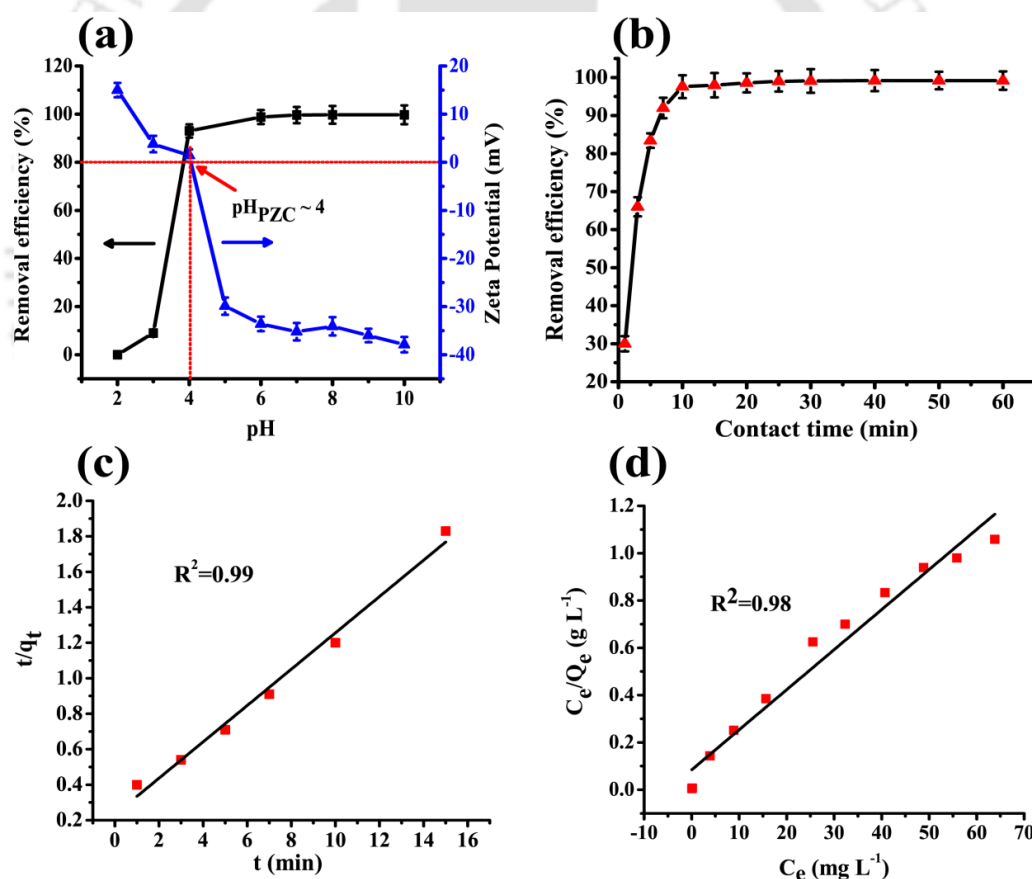 (a)
120
100
80
60
40
20
0
Removal efficiency (%)
20
10
0
-10
-20
-30
-40
Zeta Potential (mV)
pHPZC ~ 4
2 4 6 8 10
pH
(b)
100
90
80
70
60
50
40
30
20
Removal efficiency (%)
0 10 20 30 40 50 60
Contact time (min)
(c)
2.0
1.8
1.6
1.4
1.2
1.0
0.8
0.6
0.4
0.2
t/qt
R²=0.99
0 2 4 6 8 10 12 14 16
t (min)
(d)
1.2
1.0
0.8
0.6
0.4
0.2
0.0
Ce/Qe (g L⁻¹)
R²=0.98
-10 0 10 20 30 40 50 60 70
Ce (mg L⁻¹)